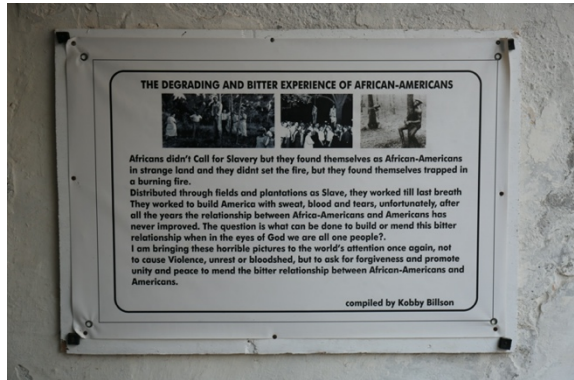 THE DEGRADING AND BITTER EXPERIENCE OF AFRICAN-AMERICANS
Africans didn't Call for Slavery but they found themselves as African-Americans
in strange land and they didnt set the fire, but they found themselves trapped in
a burning fire.
Distributed through fields and plantations as Slave, they worked till last breath
They worked to build America with sweat, blood and tears, unfortunately, after
all the years the relationship between Africa-Americans and Americans has
never improved. The question is what can be done to build or mend this bitter
relationship when in the eyes of God we are all one people?.
I am bringing these horrible pictures to the world's attention once again, not
to cause Violence, unrest or bloodshed, but to ask for forgiveness and promote
unity and peace to mend the bitter relationship between African-Americans and
Americans.
compiled by Kobby Billson